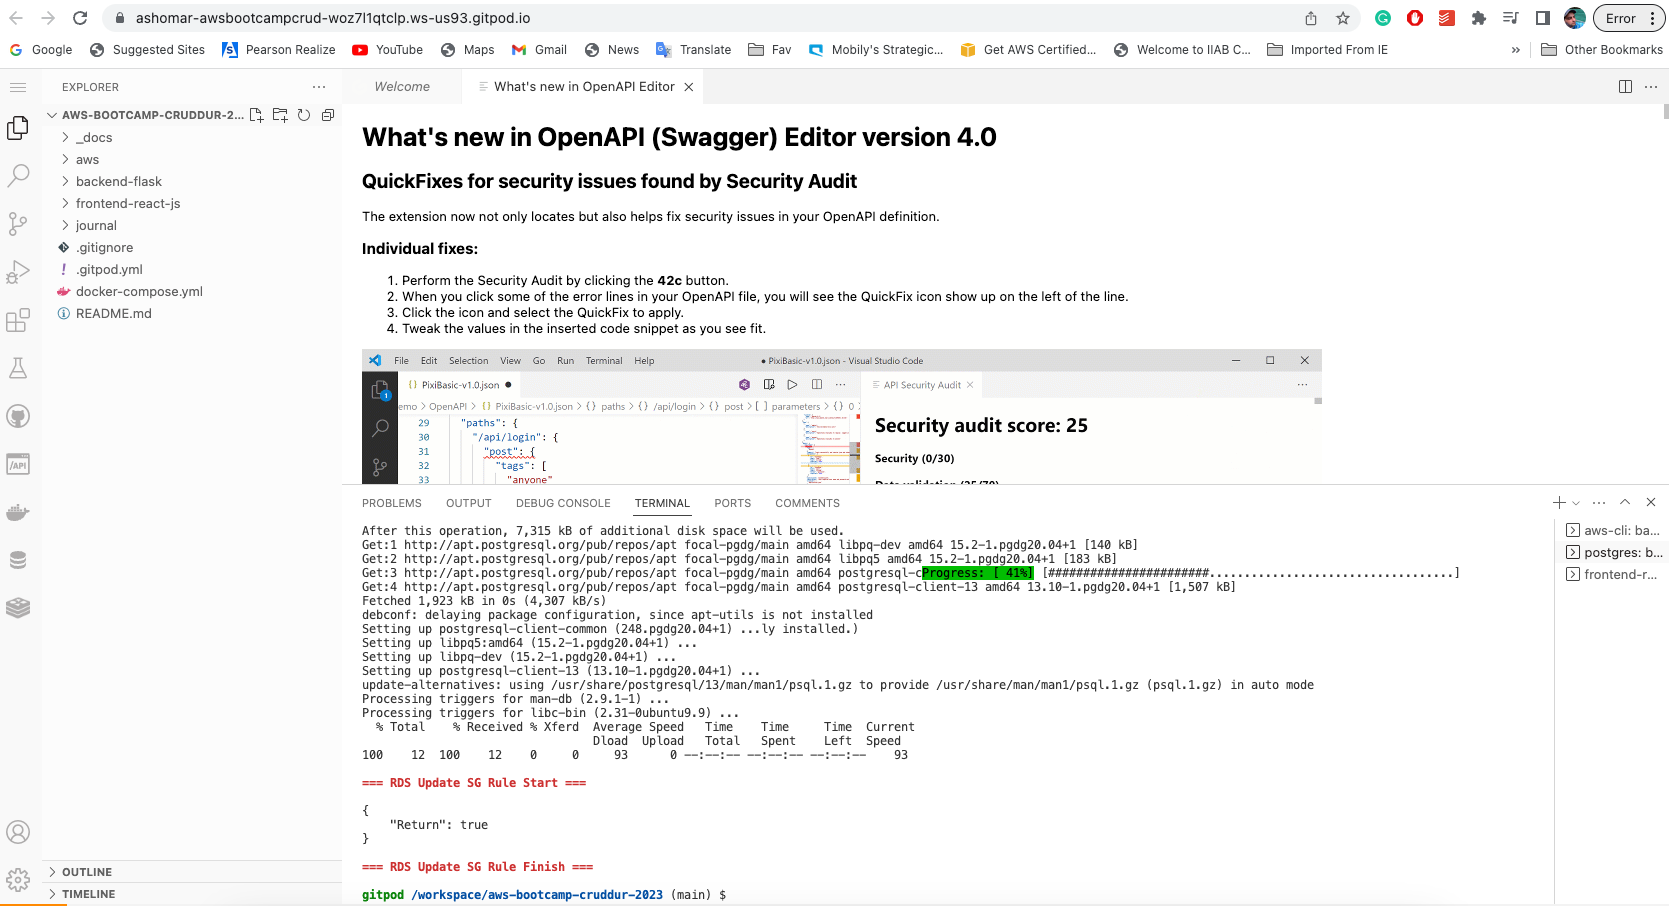 ashomar-awsbootcampcrud-woz7l1qtclp.ws-us93.gitpod.io
Error
Google Suggested Sites Pearson Realize YouTube Maps Gmail News Translate Fav Mobily's Strategic... Get AWS Certified... Welcome to IIAB C... Imported From IE » Other Bookmarks
EXPLORER
Welcome What's new in OpenAPI Editor
AWS-BOOTCAMP-CRUDDUR-2...
_docs
aws
backend-flask
frontend-react-js
journal
.gitignore
.gitpod.yml
docker-compose.yml
README.md
OUTLINE
TIMELINE
What's new in OpenAPI (Swagger) Editor version 4.0
QuickFixes for security issues found by Security Audit
The extension now not only locates but also helps fix security issues in your OpenAPI definition.
Individual fixes:
1. Perform the Security Audit by clicking the 42c button.
2. When you click some of the error lines in your OpenAPI file, you will see the QuickFix icon show up on the left of the line.
3. Click the icon and select the QuickFix to apply.
4. Tweak the values in the inserted code snippet as you see fit.
File Edit Selection View Go Run Terminal Help ● PixiBasic-v1.0.json - Visual Studio Code
{} PixiBasic-v1.0.json ● API Security Audit
emo > OpenAPI > {} PixiBasic-v1.0.json > {} paths > {} /api/login > {} post > [ ] parameters > {} 0
29 "paths": {
30 "/api/login": {
31 "post": {
32 "tags": [
33 "anyone"
Security audit score: 25
Security (0/30)
PROBLEMS OUTPUT DEBUG CONSOLE TERMINAL PORTS COMMENTS
After this operation, 7,315 kB of additional disk space will be used.
Get:1 http://apt.postgresql.org/pub/repos/apt focal-pgdg/main amd64 libpq-dev amd64 15.2-1.pgdg20.04+1 [140 kB]
Get:2 http://apt.postgresql.org/pub/repos/apt focal-pgdg/main amd64 libpq5 amd64 15.2-1.pgdg20.04+1 [183 kB]
Get:3 http://apt.postgresql.org/pub/repos/apt focal-pgdg/main amd64 postgresql-cProgress: [ 41%] [#######################...................................]
Get:4 http://apt.postgresql.org/pub/repos/apt focal-pgdg/main amd64 postgresql-client-13 amd64 13.10-1.pgdg20.04+1 [1,507 kB]
Fetched 1,923 kB in 0s (4,307 kB/s)
debconf: delaying package configuration, since apt-utils is not installed
Setting up postgresql-client-common (248.pgdg20.04+1) ...ly installed.)
Setting up libpq5:amd64 (15.2-1.pgdg20.04+1) ...
Setting up libpq-dev (15.2-1.pgdg20.04+1) ...
Setting up postgresql-client-13 (13.10-1.pgdg20.04+1) ...
update-alternatives: using /usr/share/postgresql/13/man/man1/psql.1.gz to provide /usr/share/man/man1/psql.1.gz (psql.1.gz) in auto mode
Processing triggers for man-db (2.9.1-1) ...
Processing triggers for libc-bin (2.31-0ubuntu9.9) ...
% Total % Received % Xferd Average Speed Time Time Time Current
Dload Upload Total Spent Left Speed
100 12 100 12 0 0 93 0 --:--:-- --:--:-- --:--:-- 93
=== RDS Update SG Rule Start ===
{
"Return": true
}
=== RDS Update SG Rule Finish ===
gitpod /workspace/aws-bootcamp-cruddur-2023 (main) $
aws-cli: ba...
postgres: b...
frontend-r...